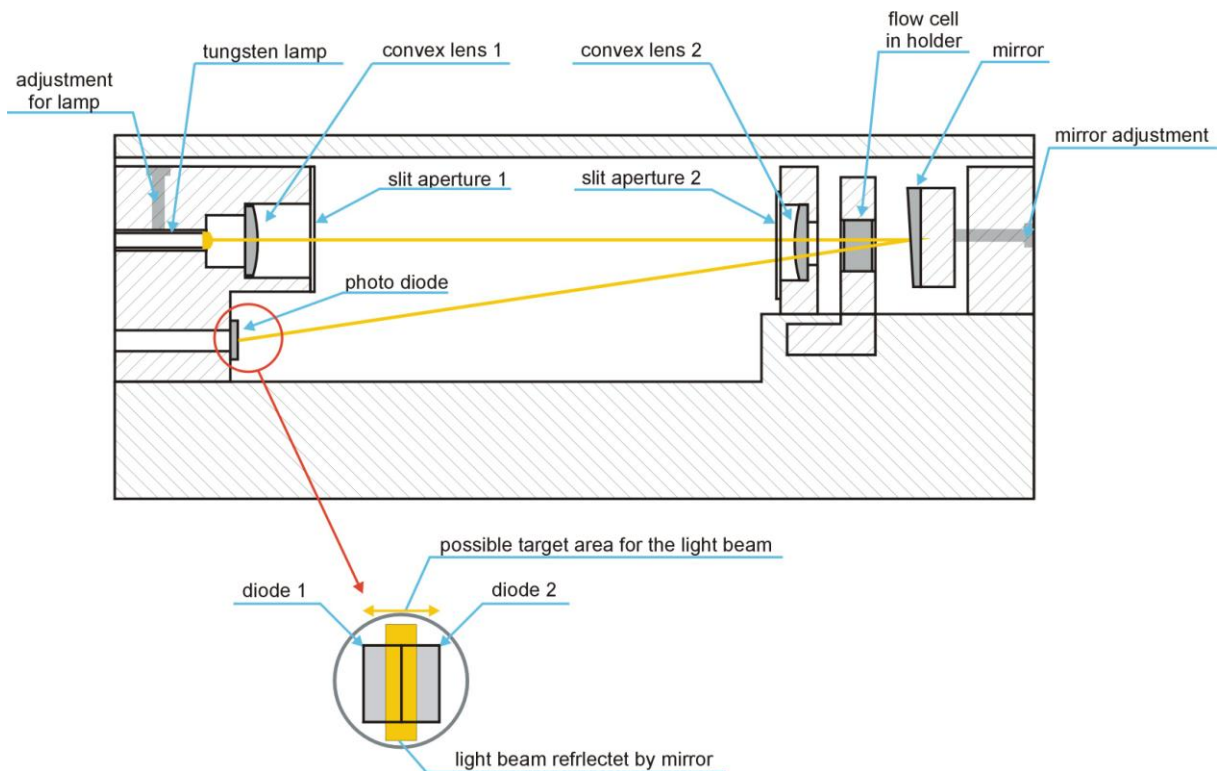 flow cell
in holder
tungsten lamp
convex lens 1
convex lens 2
mirror
adjustment
for lamp
mirror adjustment
slit aperture 1
slit aperture 2
photo diode
possible target area for the light beam
diode 1
diode 2
light beam refrlectet by mirror